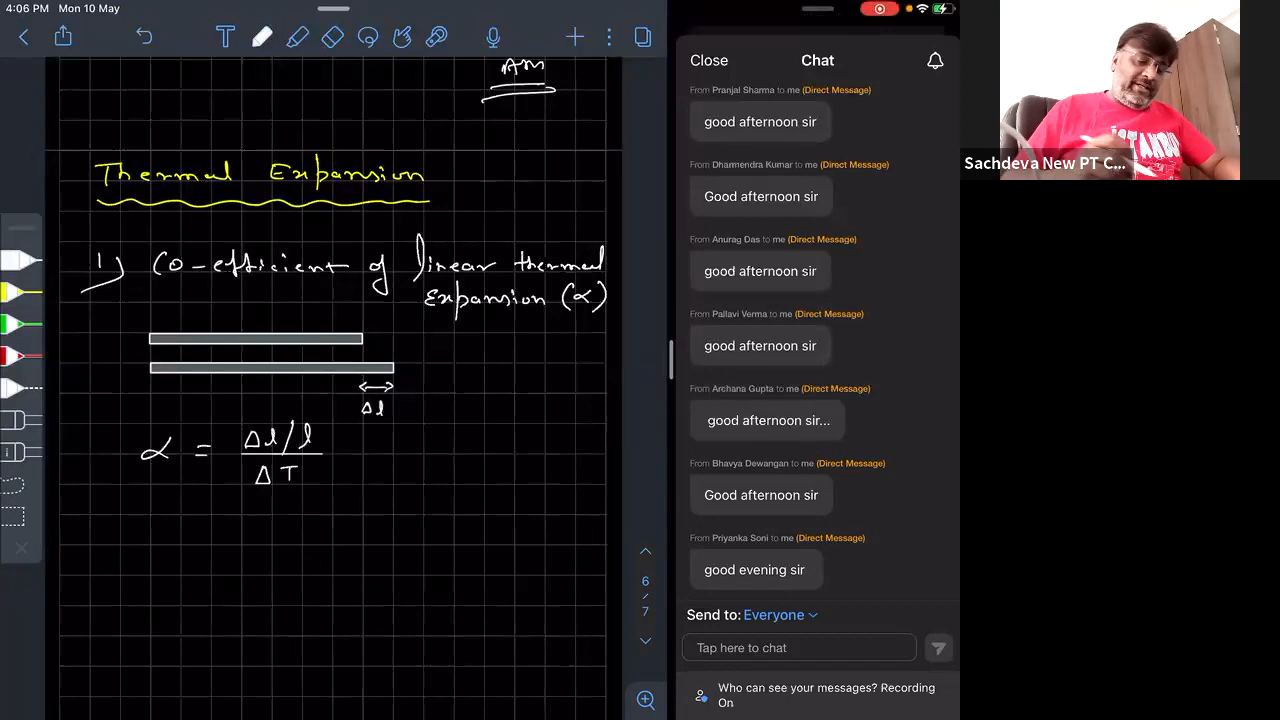 4:06 PM Mon 10 May
Am
Thermal Expansion
1) Co-efficient of linear thermal
Expansion (α)
Δl
α = Δl/l
ΔT
6
7
Close
Chat
From Pranjal Sharma to me (Direct Message)
good afternoon sir
From Dhamendra Kumar to me (Direct Message)
Good afternoon sir
From Anurag Das to me (Direct Message)
good afternoon sir
From Pallavi Verma to me (Direct Message)
good afternoon sir
From Archana Gupta to me (Direct Message)
good afternoon sir...
From Bhavya Dewangan to me (Direct Message)
Good afternoon sir
From Priyanka Soni to me (Direct Message)
good evening sir
Send to: Everyone
Tap here to chat
Who can see your messages? Recording
On
Sachdeva New PT C...